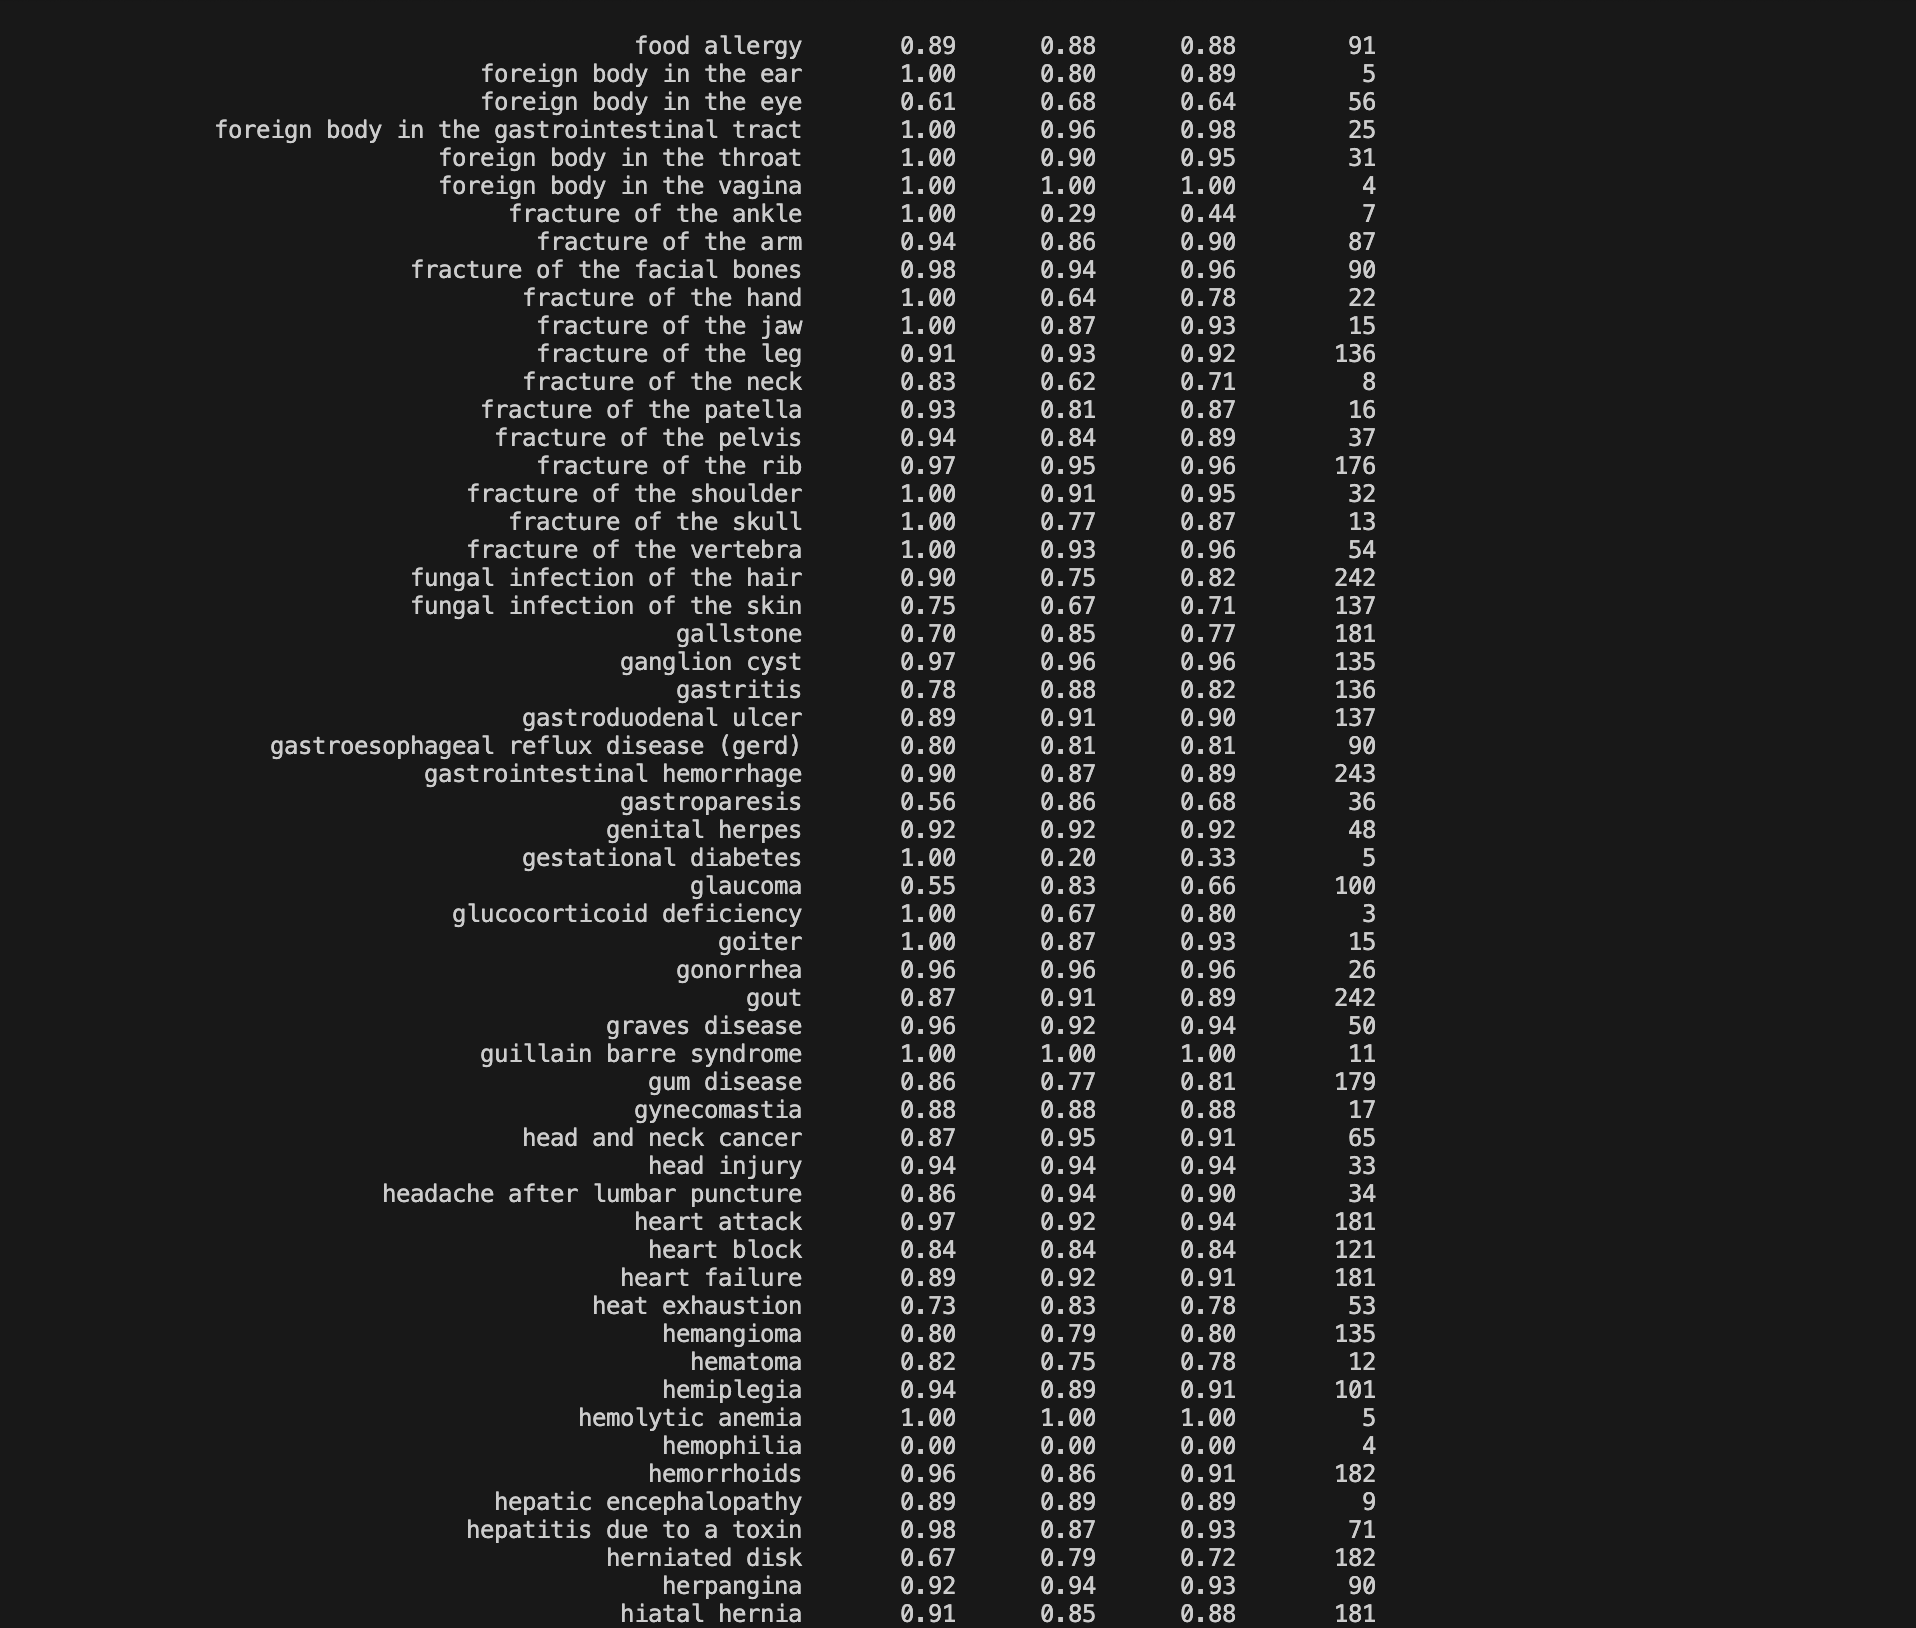 food allergy 0.89 0.88 0.88 91
foreign body in the ear 1.00 0.80 0.89 5
foreign body in the eye 0.61 0.68 0.64 56
foreign body in the gastrointestinal tract 1.00 0.96 0.98 25
foreign body in the throat 1.00 0.90 0.95 31
foreign body in the vagina 1.00 1.00 1.00 4
fracture of the ankle 1.00 0.29 0.44 7
fracture of the arm 0.94 0.86 0.90 87
fracture of the facial bones 0.98 0.94 0.96 90
fracture of the hand 1.00 0.64 0.78 22
fracture of the jaw 1.00 0.87 0.93 15
fracture of the leg 0.91 0.93 0.92 136
fracture of the neck 0.83 0.62 0.71 8
fracture of the patella 0.93 0.81 0.87 16
fracture of the pelvis 0.94 0.84 0.89 37
fracture of the rib 0.97 0.95 0.96 176
fracture of the shoulder 1.00 0.91 0.95 32
fracture of the skull 1.00 0.77 0.87 13
fracture of the vertebra 1.00 0.93 0.96 54
fungal infection of the hair 0.90 0.75 0.82 242
fungal infection of the skin 0.75 0.67 0.71 137
gallstone 0.70 0.85 0.77 181
ganglion cyst 0.97 0.96 0.96 135
gastritis 0.78 0.88 0.82 136
gastroduodenal ulcer 0.89 0.91 0.90 137
gastroesophageal reflux disease (gerd) 0.80 0.81 0.81 90
gastrointestinal hemorrhage 0.90 0.87 0.89 243
gastroparesis 0.56 0.86 0.68 36
genital herpes 0.92 0.92 0.92 48
gestational diabetes 1.00 0.20 0.33 5
glaucoma 0.55 0.83 0.66 100
glucocorticoid deficiency 1.00 0.67 0.80 3
goiter 1.00 0.87 0.93 15
gonorrhea 0.96 0.96 0.96 26
gout 0.87 0.91 0.89 242
graves disease 0.96 0.92 0.94 50
guillain barre syndrome 1.00 1.00 1.00 11
gum disease 0.86 0.77 0.81 179
gynecomastia 0.88 0.88 0.88 17
head and neck cancer 0.87 0.95 0.91 65
head injury 0.94 0.94 0.94 33
headache after lumbar puncture 0.86 0.94 0.90 34
heart attack 0.97 0.92 0.94 181
heart block 0.84 0.84 0.84 121
heart failure 0.89 0.92 0.91 181
heat exhaustion 0.73 0.83 0.78 53
hemangioma 0.80 0.79 0.80 135
hematoma 0.82 0.75 0.78 12
hemiplegia 0.94 0.89 0.91 101
hemolytic anemia 1.00 1.00 1.00 5
hemophilia 0.00 0.00 0.00 4
hemorrhoids 0.96 0.86 0.91 182
hepatic encephalopathy 0.89 0.89 0.89 9
hepatitis due to a toxin 0.98 0.87 0.93 71
herniated disk 0.67 0.79 0.72 182
herpangina 0.92 0.94 0.93 90
hiatal hernia 0.91 0.85 0.88 181